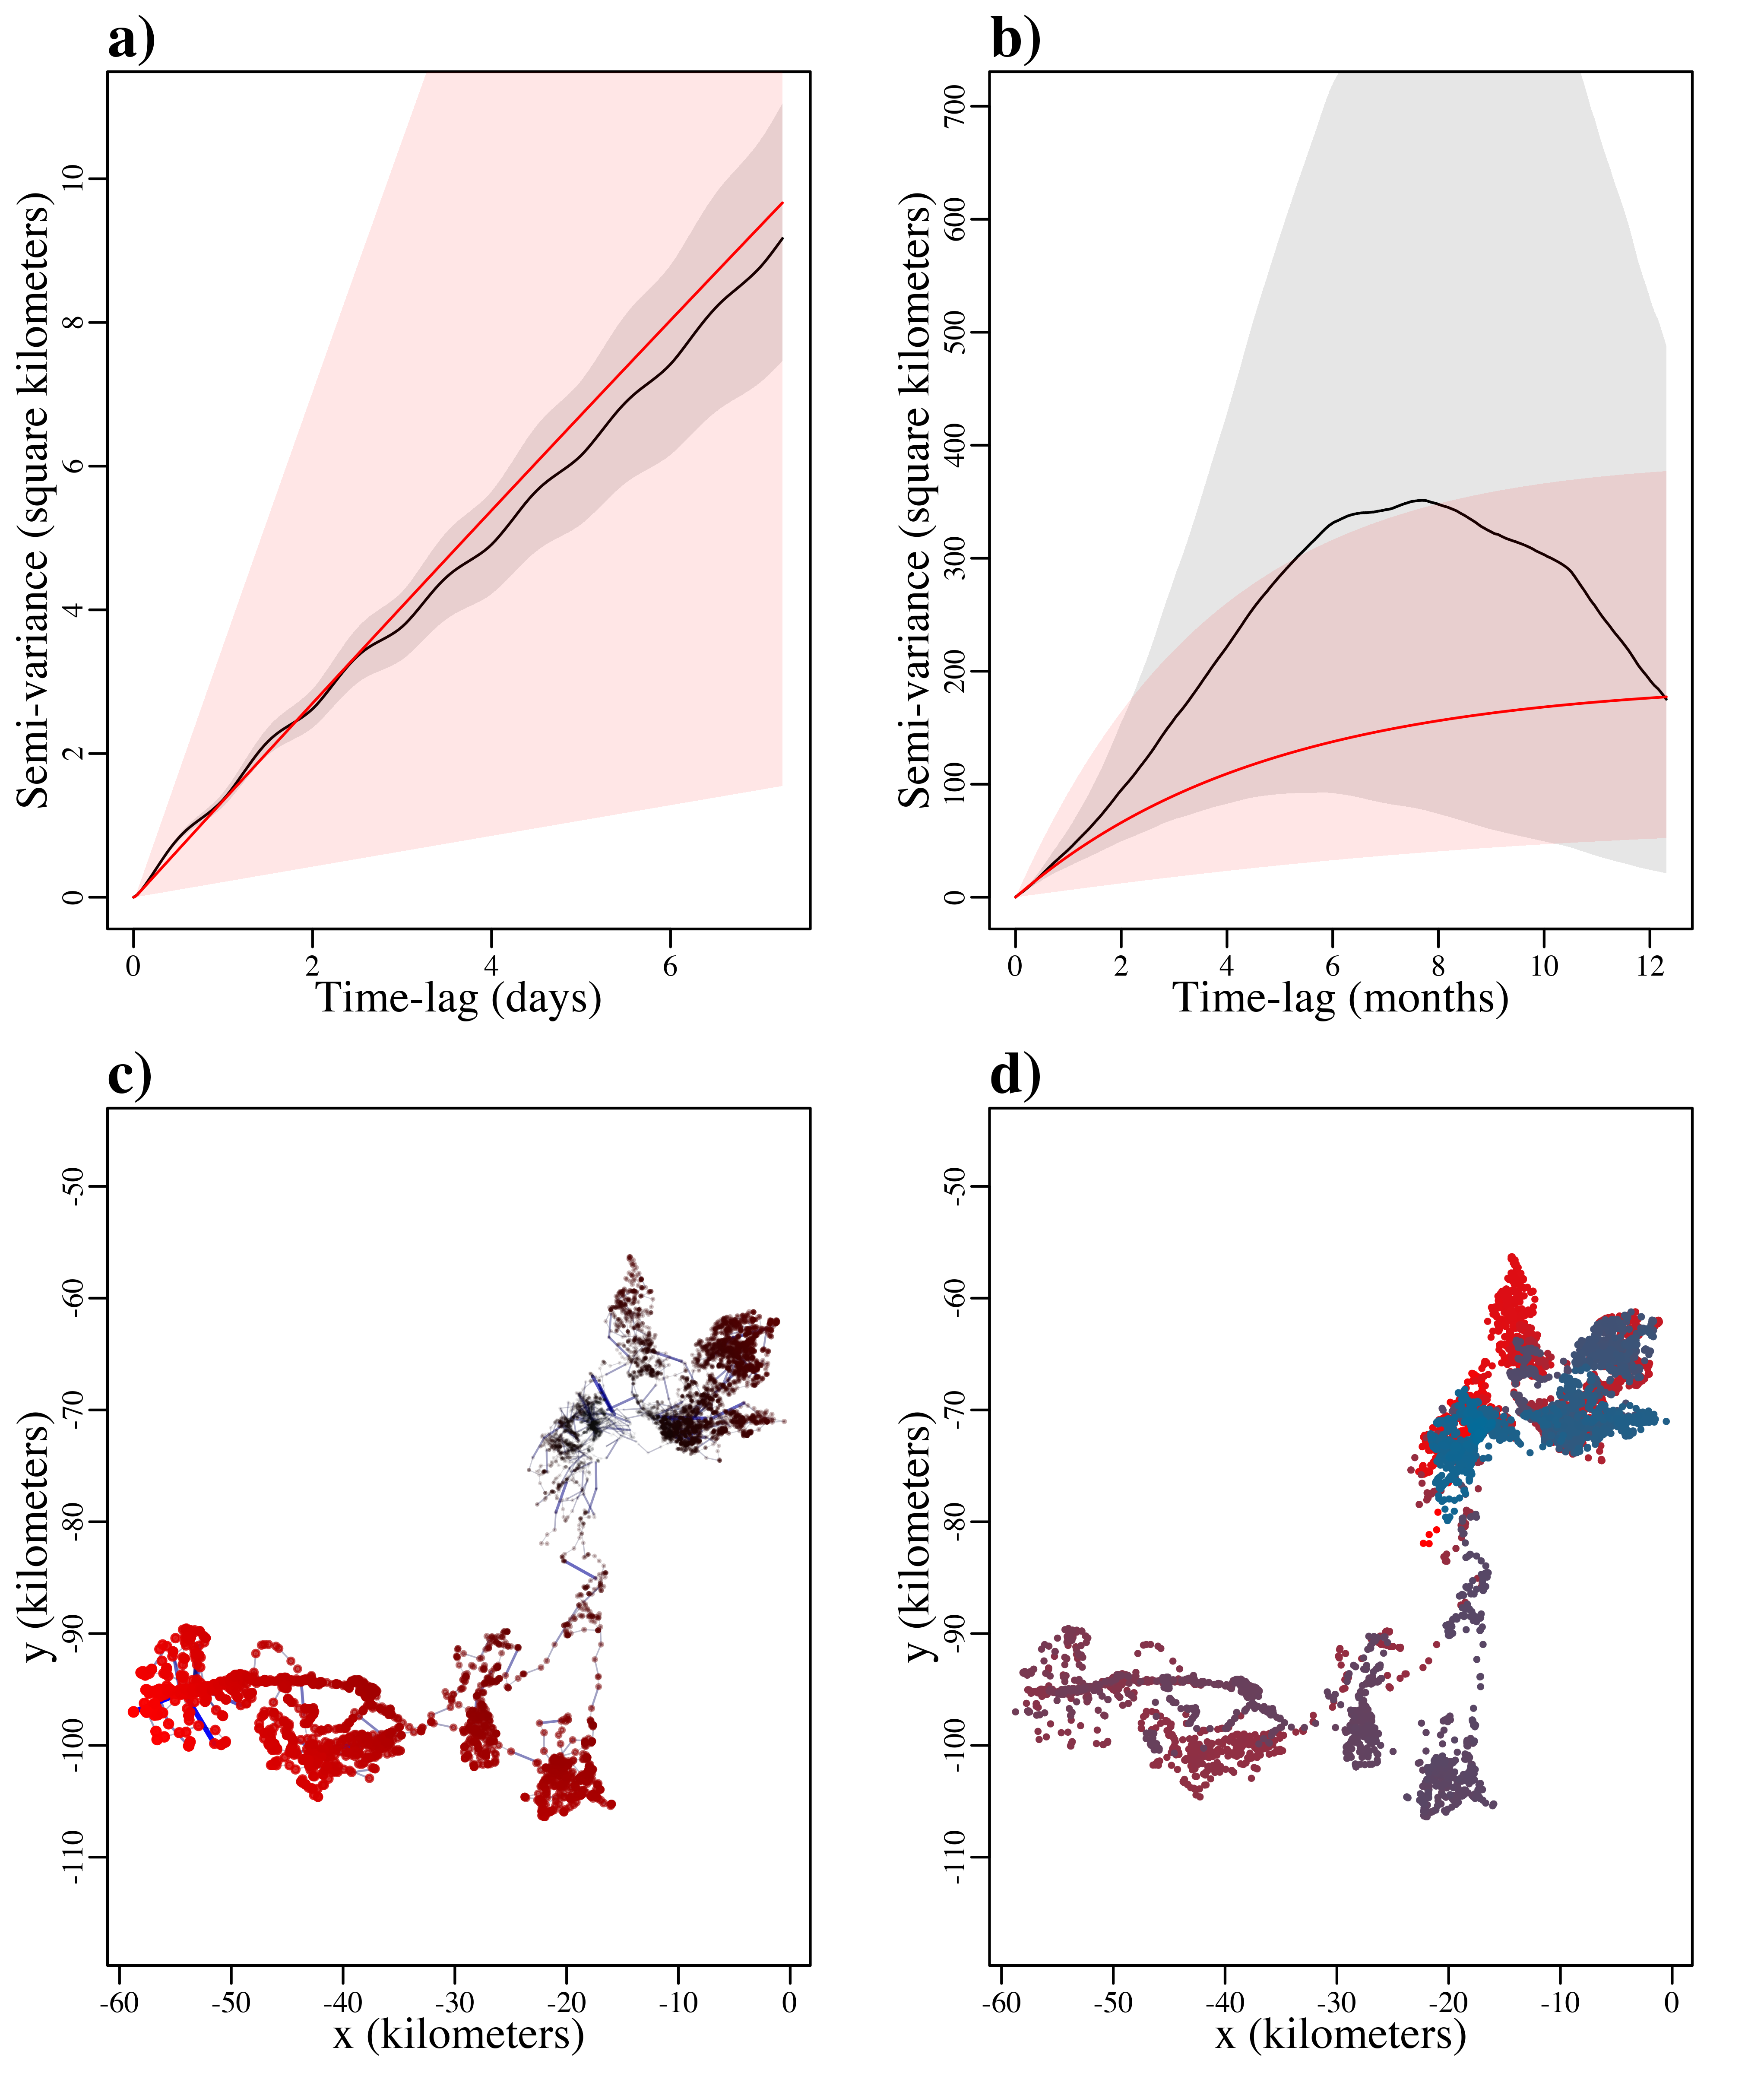 a)
Semi-variance (square kilometers)
10
8
6
4
2
0
0 2 4 6
Time-lag (days)
b)
Semi-variance (square kilometers)
700
600
500
400
300
200
100
0
0 2 4 6 8 10 12
Time-lag (months)
c)
y (kilometers)
-50
-60
-70
-80
-90
-100
-110
-60 -50 -40 -30 -20 -10 0
x (kilometers)
d)
y (kilometers)
-50
-60
-70
-80
-90
-100
-110
-60 -50 -40 -30 -20 -10 0
x (kilometers)